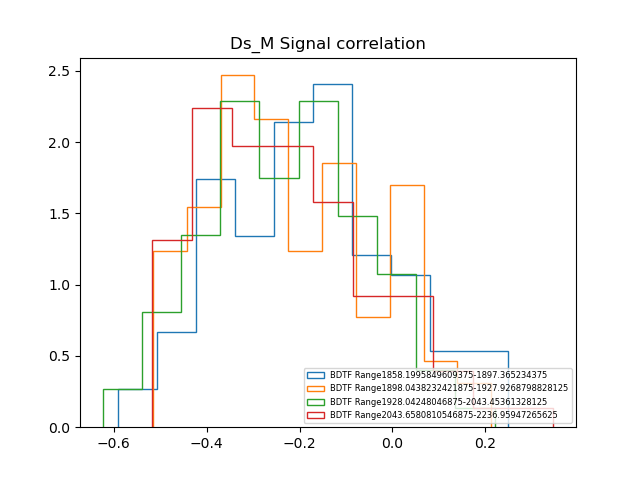 Ds_M Signal correlation
2.5
2.0
1.5
1.0
0.5
0.0
−0.6 −0.4 −0.2 0.0 0.2
BDTF Range1858.1995849609375-1897.365234375
BDTF Range1898.0438232421875-1927.9268798828125
BDTF Range1928.04248046875-2043.45361328125
BDTF Range2043.6580810546875-2236.95947265625